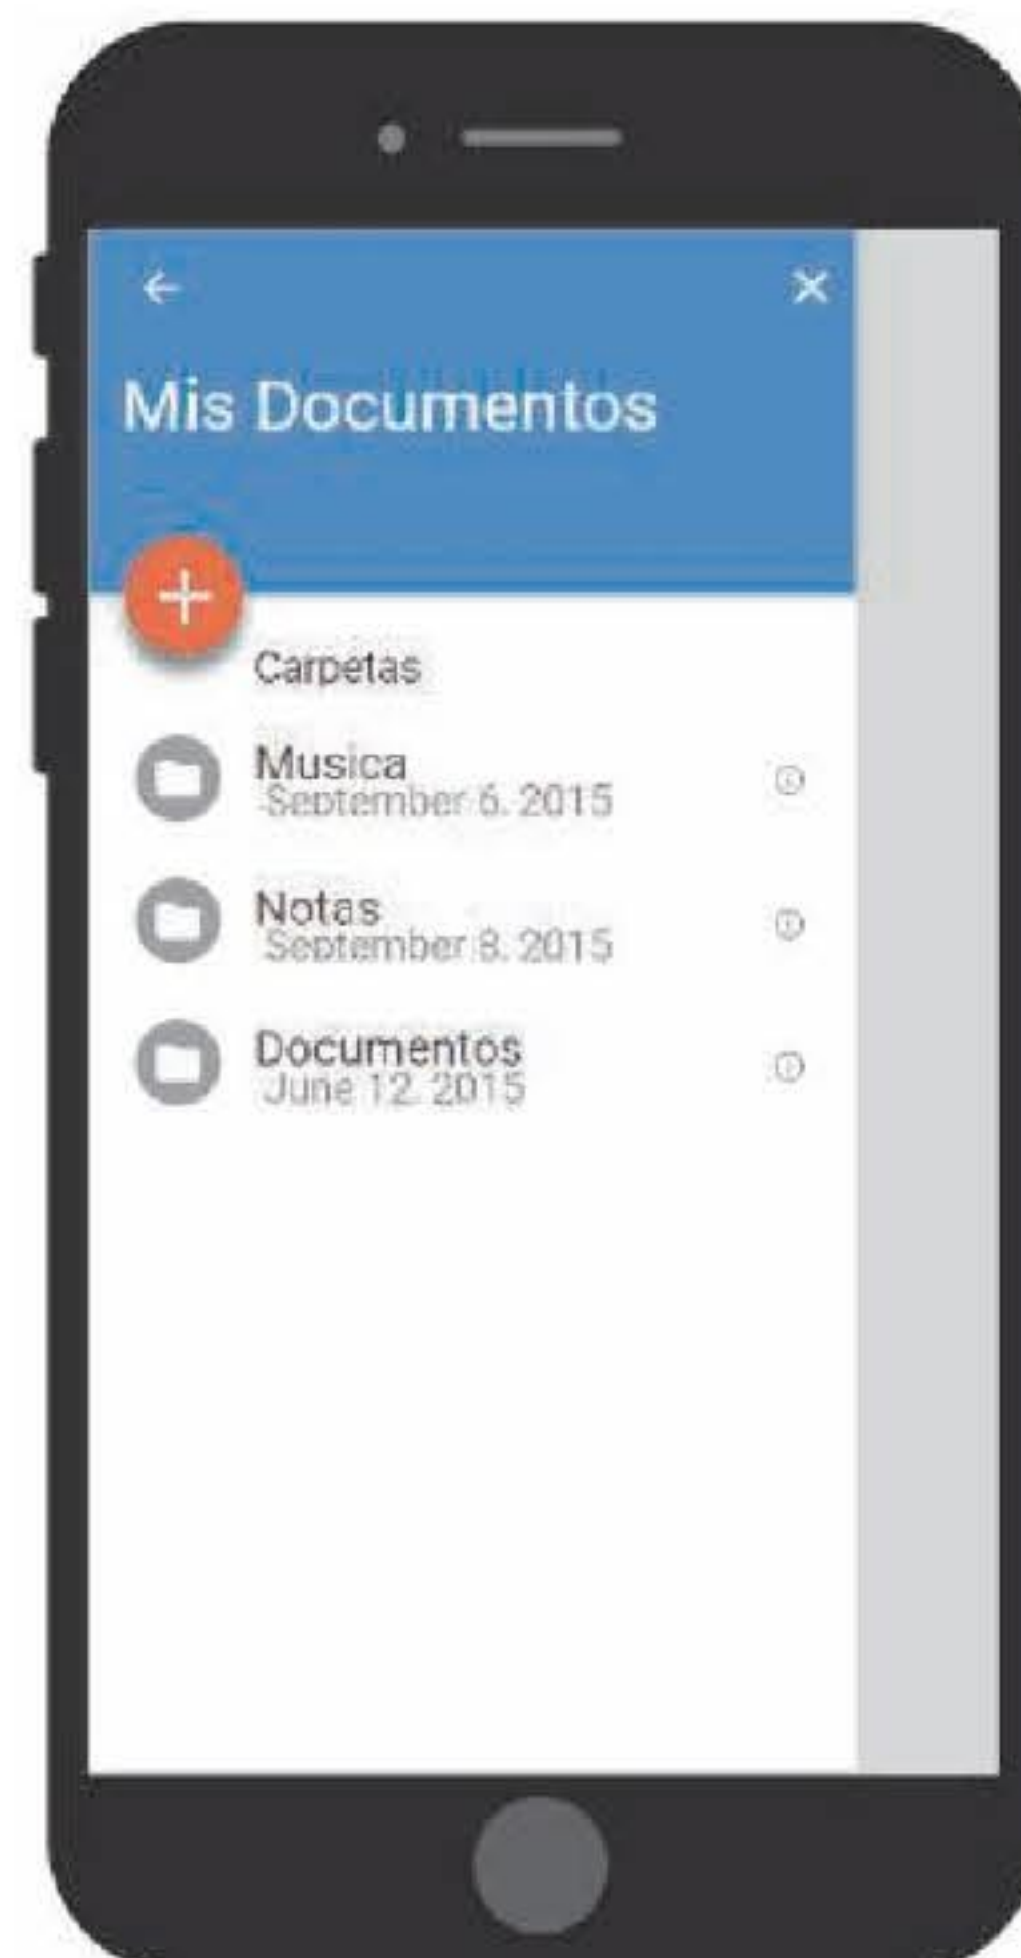 Mis Documentos
Carpetas
Musica
September 6, 2015
Notas
September 8, 2015
Documentos
June 12, 2015